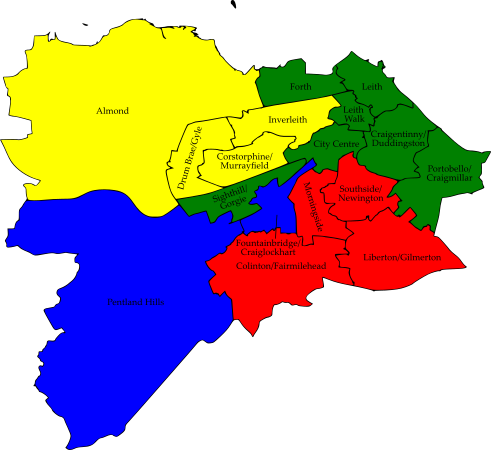 Forth
Leith
Almond
Leith
Walk
Inverleith
Craigentinny/
Duddingston
City Centre
Drum Brae/Gyle
Corstorphine/
Murrayfield
Portobello/
Craigmillar
Sighthill/
Gorgie
Southside/
Newington
Morningside
Fountainbridge/
Craiglockhart
Liberton/Gilmerton
Colinton/Fairmilehead
Pentland Hills